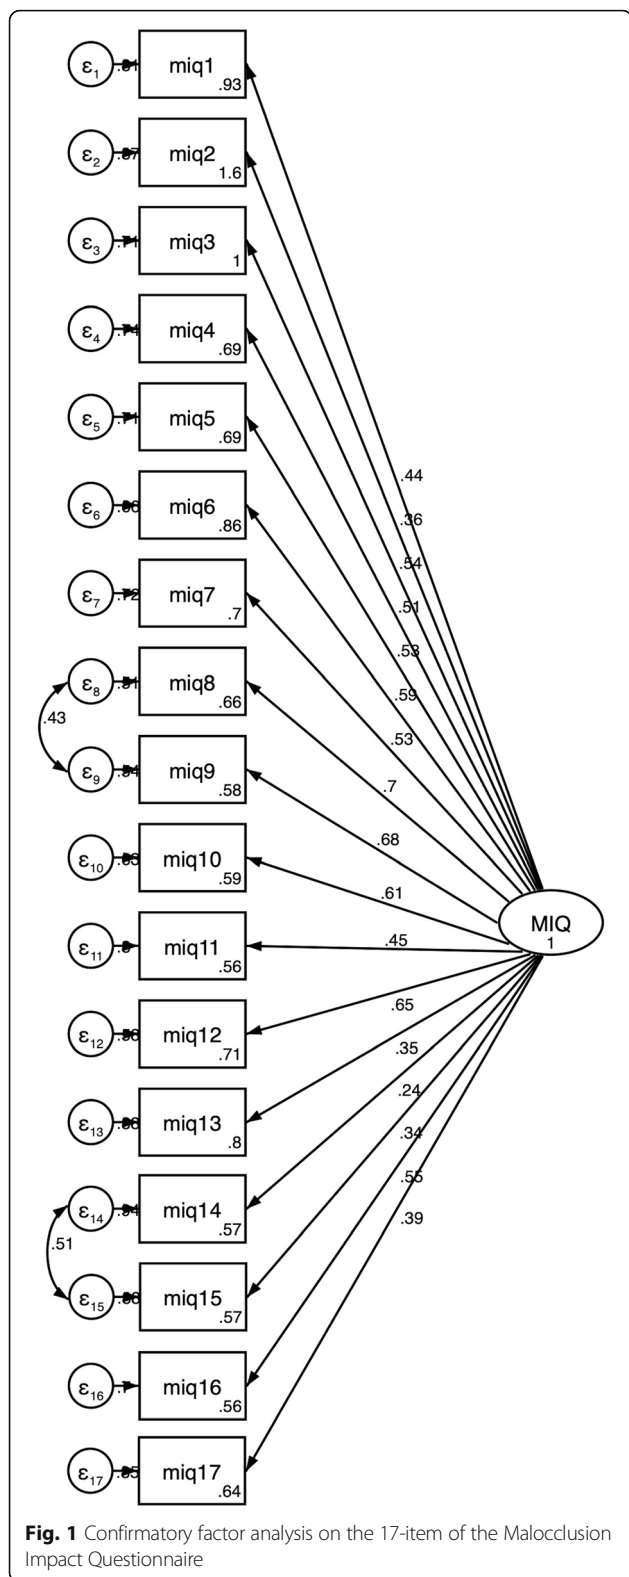 ε1 miq1 .93
ε2 miq2 1.6
ε3 miq3 1
ε4 miq4 .69
ε5 miq5 .69
.44
ε6 miq6 .86
.36
.54
ε7 miq7 .7
.51
.53
ε8 miq8 .66
.59
.43
.53
ε9 miq9 .58
.7
.68
ε10 miq10 .59
.61
MIQ
1
ε11 miq11 .56
.45
ε12 miq12 .71
.65
.35
ε13 miq13 .8
.24
.34
ε14 miq14 .57
.55
.51
.39
ε15 miq15 .57
ε16 miq16 .56
ε17 miq17 .64
Fig. 1 Confirmatory factor analysis on the 17-item of the Malocclusion
Impact Questionnaire